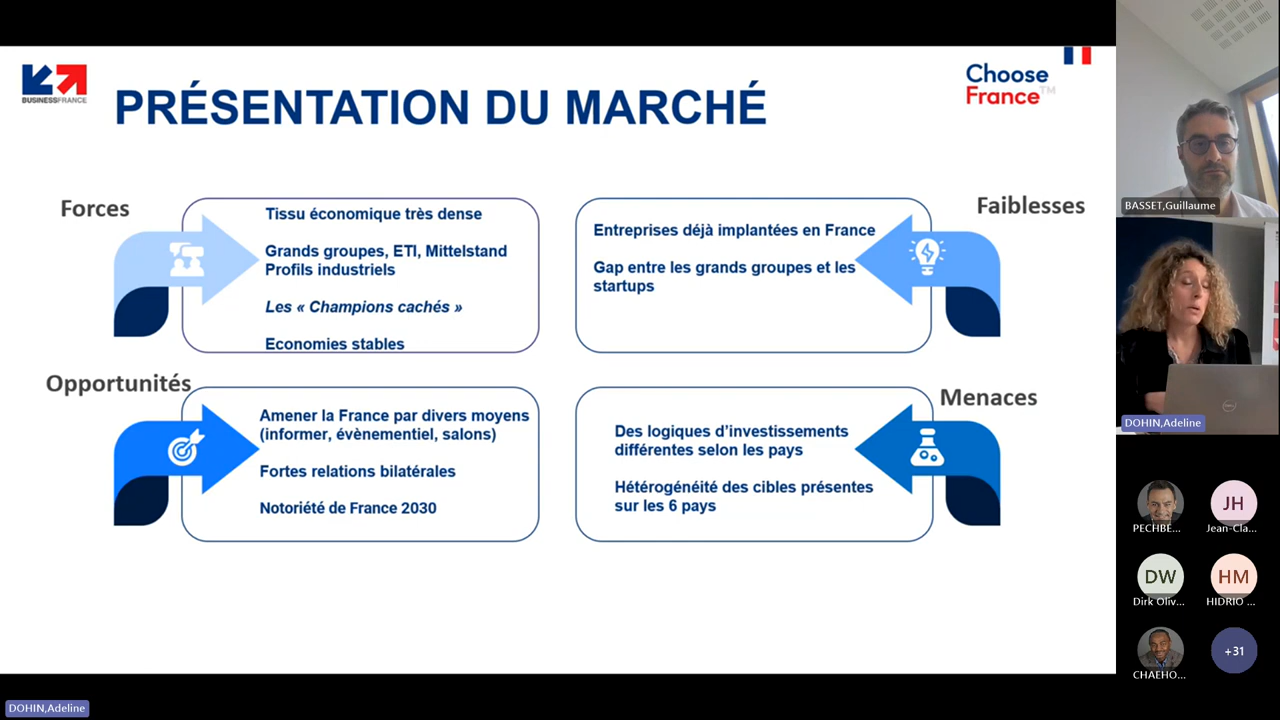 BUSINESSFRANCE
PRÉSENTATION DU MARCHÉ
Choose
France™
Forces
Tissu économique très dense
Grands groupes, ETI, Mittelstand
Profils industriels
Les « Champions cachés »
Economies stables
Faiblesses
Entreprises déjà implantées en France
Gap entre les grands groupes et les
startups
Opportunités
Amener la France par divers moyens
(informer, évènementiel, salons)
Fortes relations bilatérales
Notoriété de France 2030
Menaces
Des logiques d'investissements
différentes selon les pays
Hétérogénéité des cibles présentes
sur les 6 pays
BASSET,Guillaume
DOHIN,Adeline
PECHBE...
JH
Jean-Cla...
DW
Dirk Oliv...
HM
HIDRIO ...
CHAEHO...
+31
DOHIN,Adeline